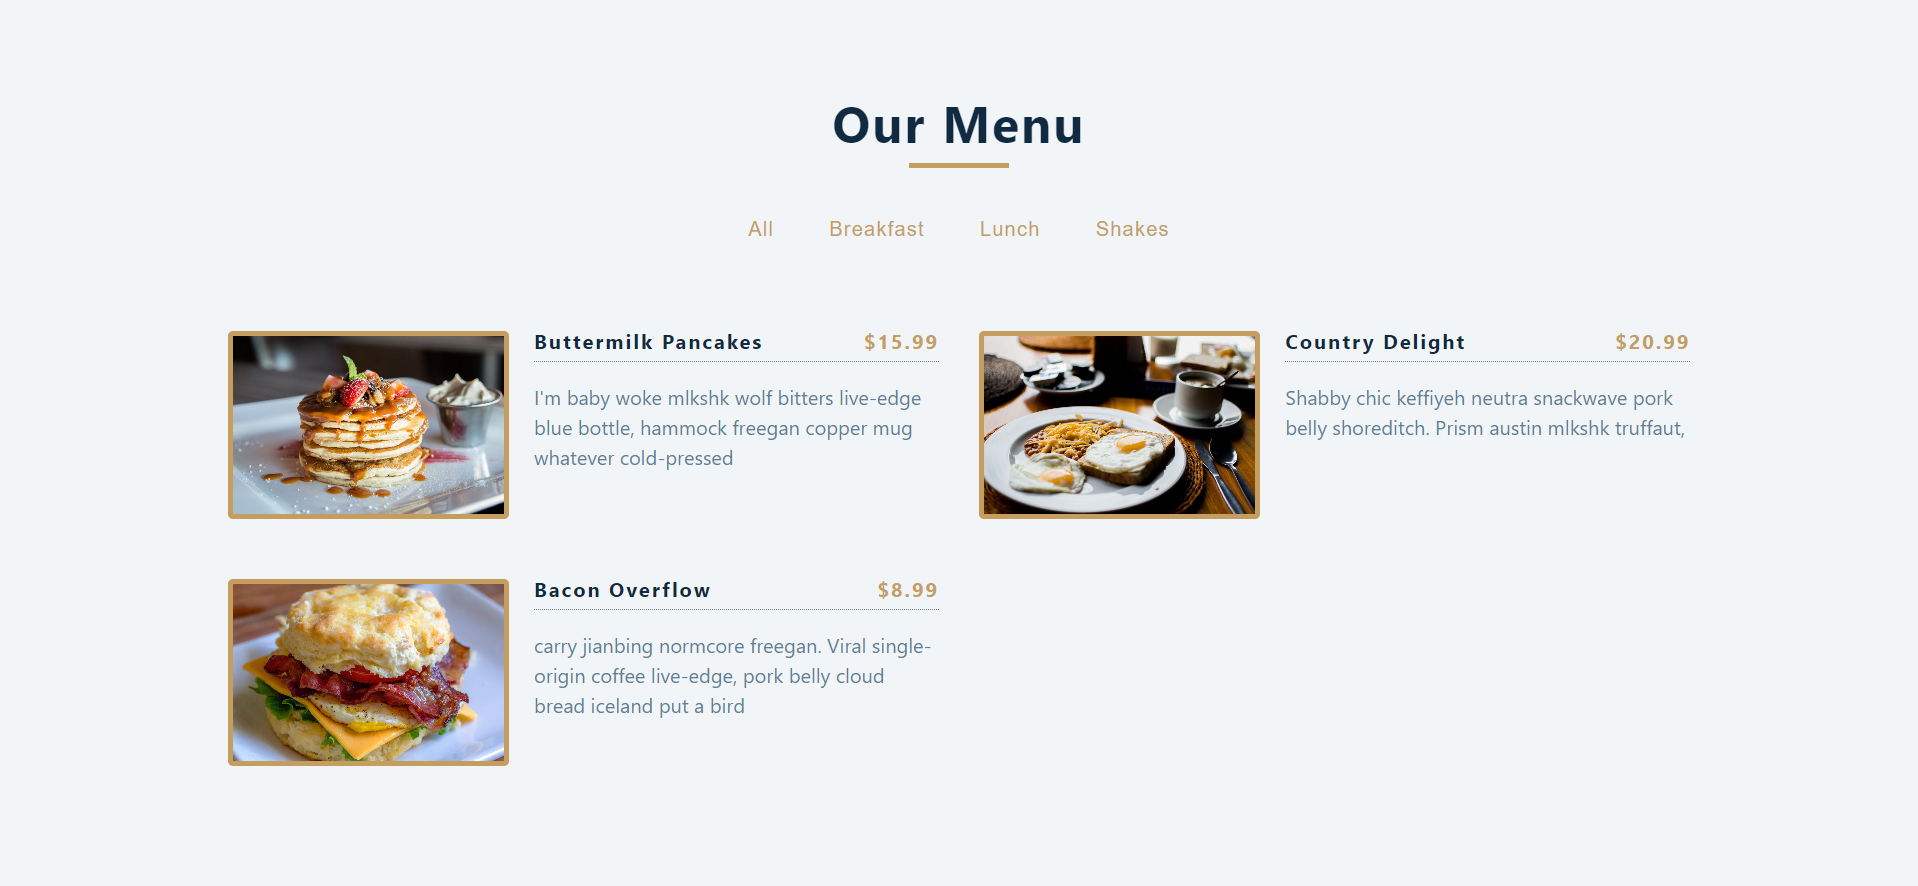 Our Menu
All Breakfast Lunch Shakes
Buttermilk Pancakes $15.99
I'm baby woke mlkshk wolf bitters live-edge
blue bottle, hammock freegan copper mug
whatever cold-pressed
Country Delight $20.99
Shabby chic keffiyeh neutra snackwave pork
belly shoreditch. Prism austin mlkshk truffaut,
Bacon Overflow $8.99
carry jianbing normcore freegan. Viral single-
origin coffee live-edge, pork belly cloud
bread iceland put a bird